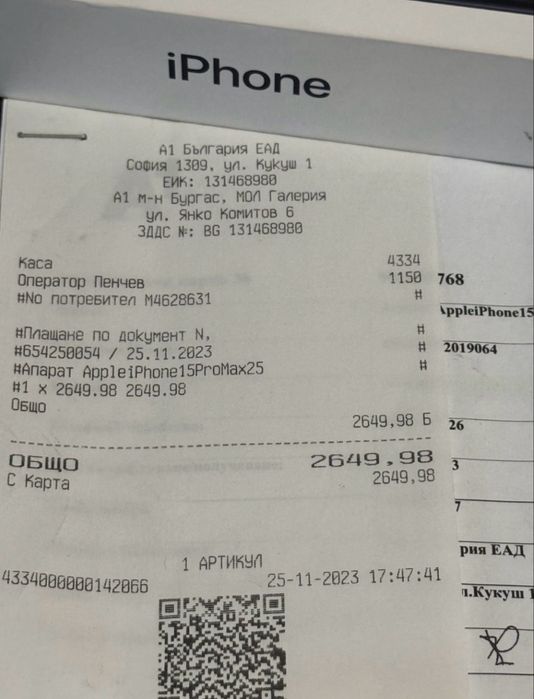 iPhone
А1 България ЕАД
София 1309, ул. Кукуш 1
ЕИК: 131468980
А1 м-н Бургас, МОЛ Галерия
ул. Янко Комитов 6
ЗДДС №: BG 131468980
Каса 4334
Оператор Пенчев 1150
#No потребител М4628631 #
#Плащане по документ N, #
#654250054 / 25.11.2023 #
#Апарат AppleiPhone15ProMax25 #
#1 x 2649.98 2649.98
Общо
2649,98 Б
ОБЩО 2649,98
С Карта 2649,98
1 АРТИКУЛ
4334000000142066 25-11-2023 17:47:41
768
AppleiPhone15
2019064
26
3
7
рия ЕАД
л.Кукуш 1